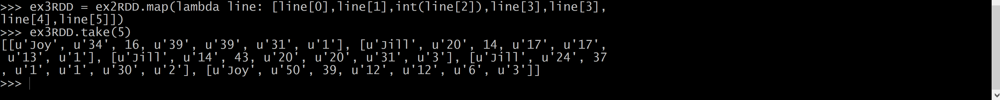 >>> ex3RDD = ex2RDD.map(lambda line: [line[0],line[1],int(line[2]),line[3],line[3],
line[4],line[5]])
>>> ex3RDD.take(5)
[[u'Joy', u'34', 16, u'39', u'39', u'31', u'1'], [u'Jill', u'20', 14, u'17', u'17',
 u'13', u'1'], [u'Jill', u'14', 43, u'20', u'20', u'31', u'3'], [u'Jill', u'24', 37
, u'1', u'1', u'30', u'2'], [u'Joy', u'50', 39, u'12', u'12', u'6', u'3']]
>>>